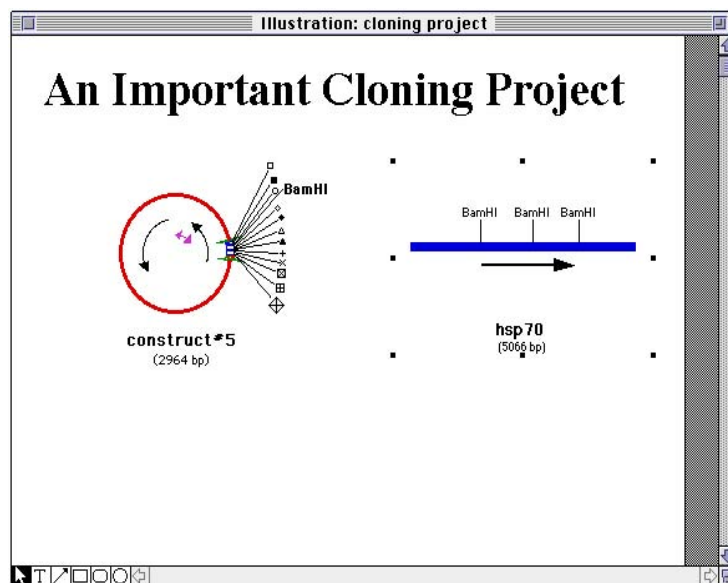 Illustration: cloning project
An Important Cloning Project
BamHI
BamHI BamHI BamHI
construct#5
(2964 bp)
hsp70
(5066 bp)
T